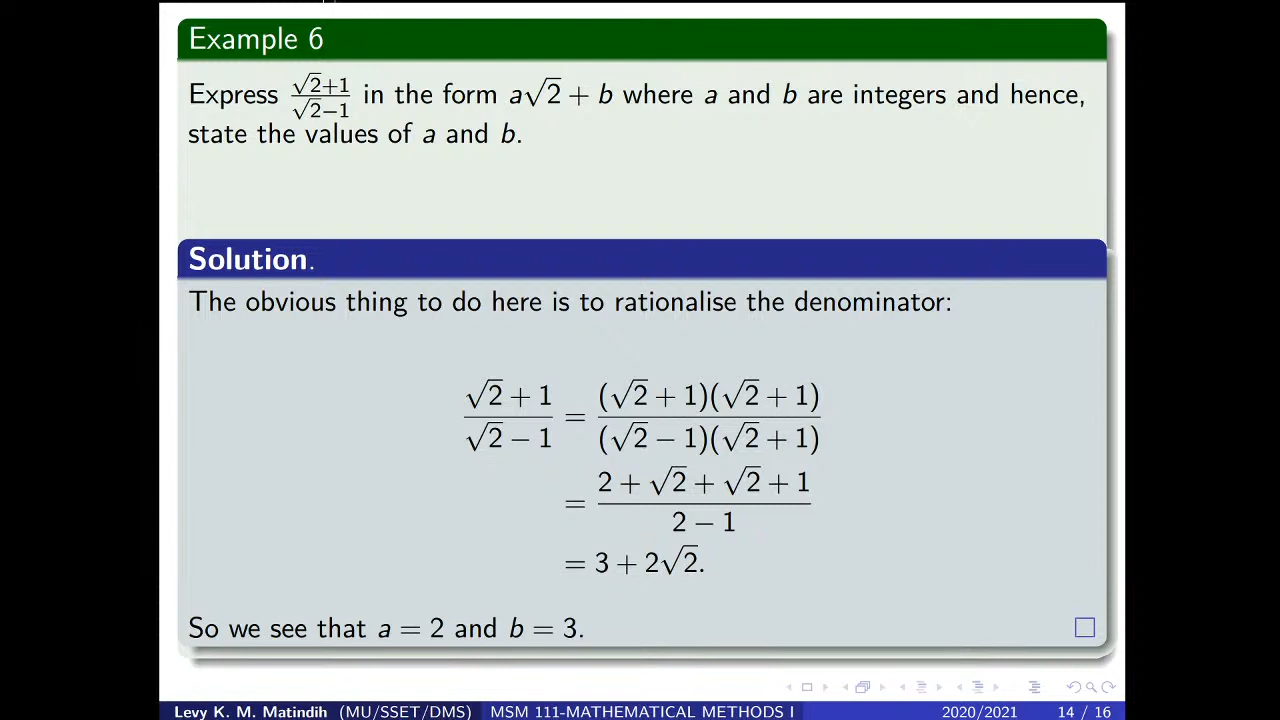 Example 6
Express (√2+1)/(√2−1) in the form a√2 + b where a and b are integers and hence,
state the values of a and b.
Solution.
The obvious thing to do here is to rationalise the denominator:
(√2 + 1)/(√2 − 1) = ((√2 + 1)(√2 + 1))/((√2 − 1)(√2 + 1))
= (2 + √2 + √2 + 1)/(2 − 1)
= 3 + 2√2.
So we see that a = 2 and b = 3.
Levy K. M. Matindih (MU/SSET/DMS) MSM 111-MATHEMATICAL METHODS I 2020/2021 14 / 16